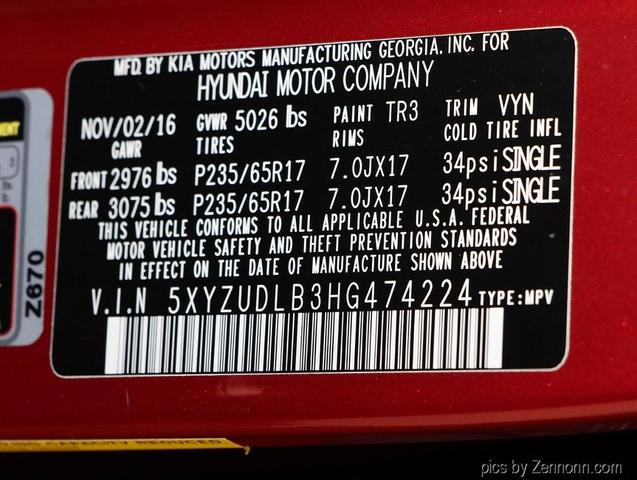 MFD. BY KIA MOTORS MANUFACTURING GEORGIA. INC. FOR
HYUNDAI MOTOR COMPANY
NOV/02/16 GVWR 5026 lbs PAINT TR3 TRIM VYN
GAWR TIRES RIMS COLD TIRE INFL
FRONT 2976 lbs P235/65R17 7.0JX17 34psi SINGLE
REAR 3075 lbs P235/65R17 7.0JX17 34psi SINGLE
THIS VEHICLE CONFORMS TO ALL APPLICABLE U.S.A. FEDERAL
MOTOR VEHICLE SAFETY AND THEFT PREVENTION STANDARDS
IN EFFECT ON THE DATE OF MANUFACTURE SHOWN ABOVE
V.I.N 5XYZUDLB3HG474224 TYPE:MPV
Z670
CAPACITY REDUCED
pics by Zennonn.com